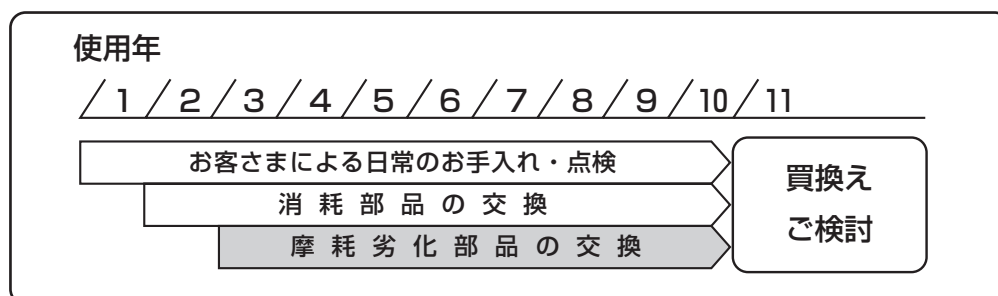 使用年
1 2 3 4 5 6 7 8 9 10 11
お客さまによる日常のお手入れ・点検
消耗部品の交換
摩耗劣化部品の交換
買換え
ご検討